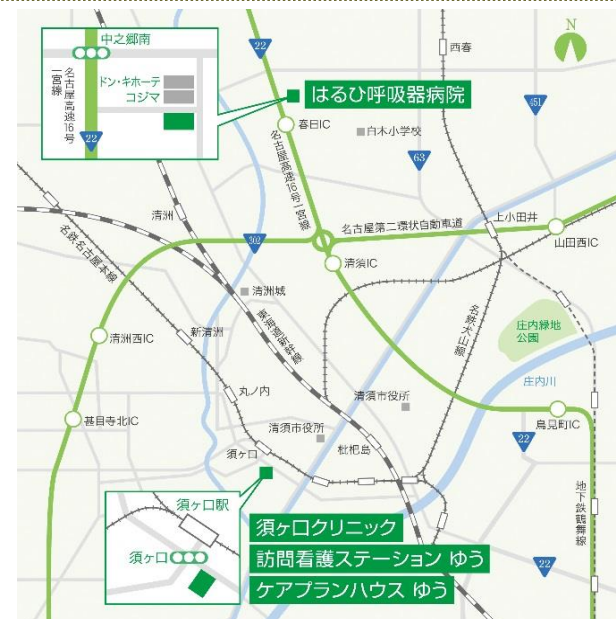 中之郷南
ドン・キホーテ
コジマ
名古屋高速16号
一宮線
22
22
はるひ呼吸器病院
春日IC
名古屋高速16号一宮線
白木小学校
西春
N
451
63
清洲
302
名古屋第二環状自動車道
上小田井
山田西IC
清須IC
名鉄名古屋本線
清洲城
東海道新幹線
名鉄犬山線
庄内緑地
公園
庄内川
清洲西IC
新清洲
丸ノ内
清須市役所
甚目寺北IC
清須市役所
枇杷島
鳥見町IC
22
須ヶ口
地下鉄鶴舞線
須ヶ口駅
須ヶ口
須ヶ口クリニック
訪問看護ステーション ゆう
ケアプランハウス ゆう
22